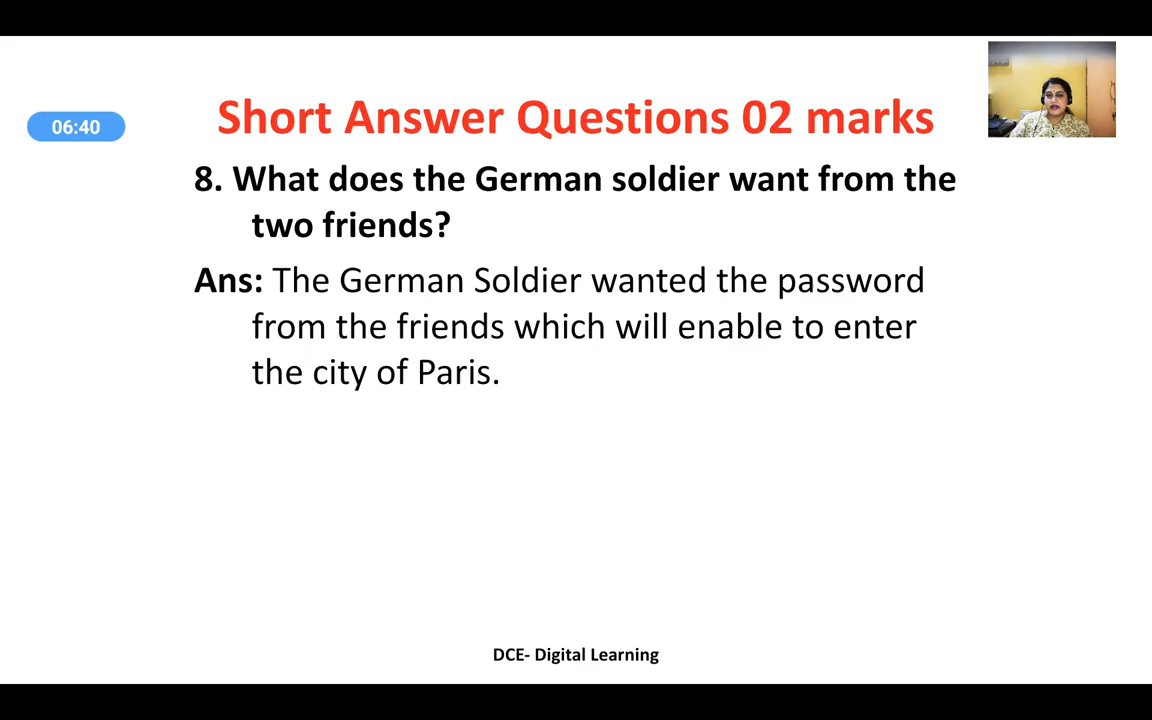 Short Answer Questions 02 marks
06:40
8. What does the German soldier want from the
two friends?
Ans: The German Soldier wanted the password
from the friends which will enable to enter
the city of Paris.
DCE- Digital Learning